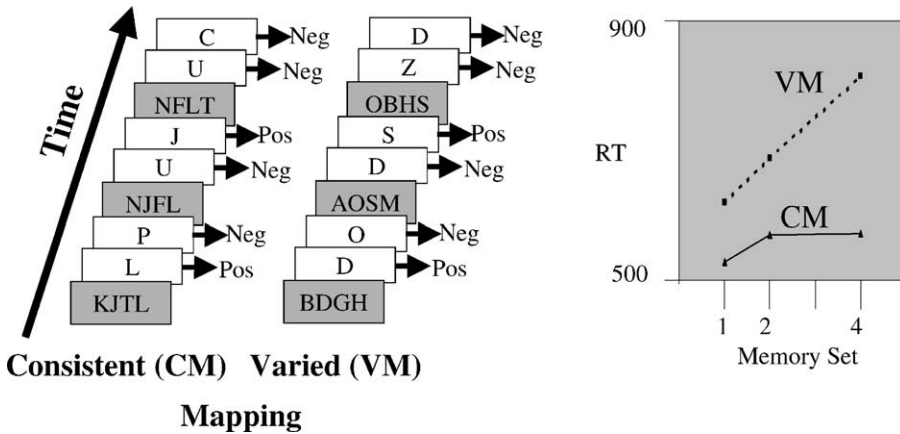 C Neg
U Neg
NFLT
J Pos
U Neg
NJFL
P Neg
L Pos
KJTL
Time
D Neg
Z Neg
OBHS
S Pos
D Neg
AOSM
O Neg
D Pos
BDGH
Consistent (CM) Varied (VM)
Mapping
900
VM
RT
CM
500
1 2 4
Memory Set